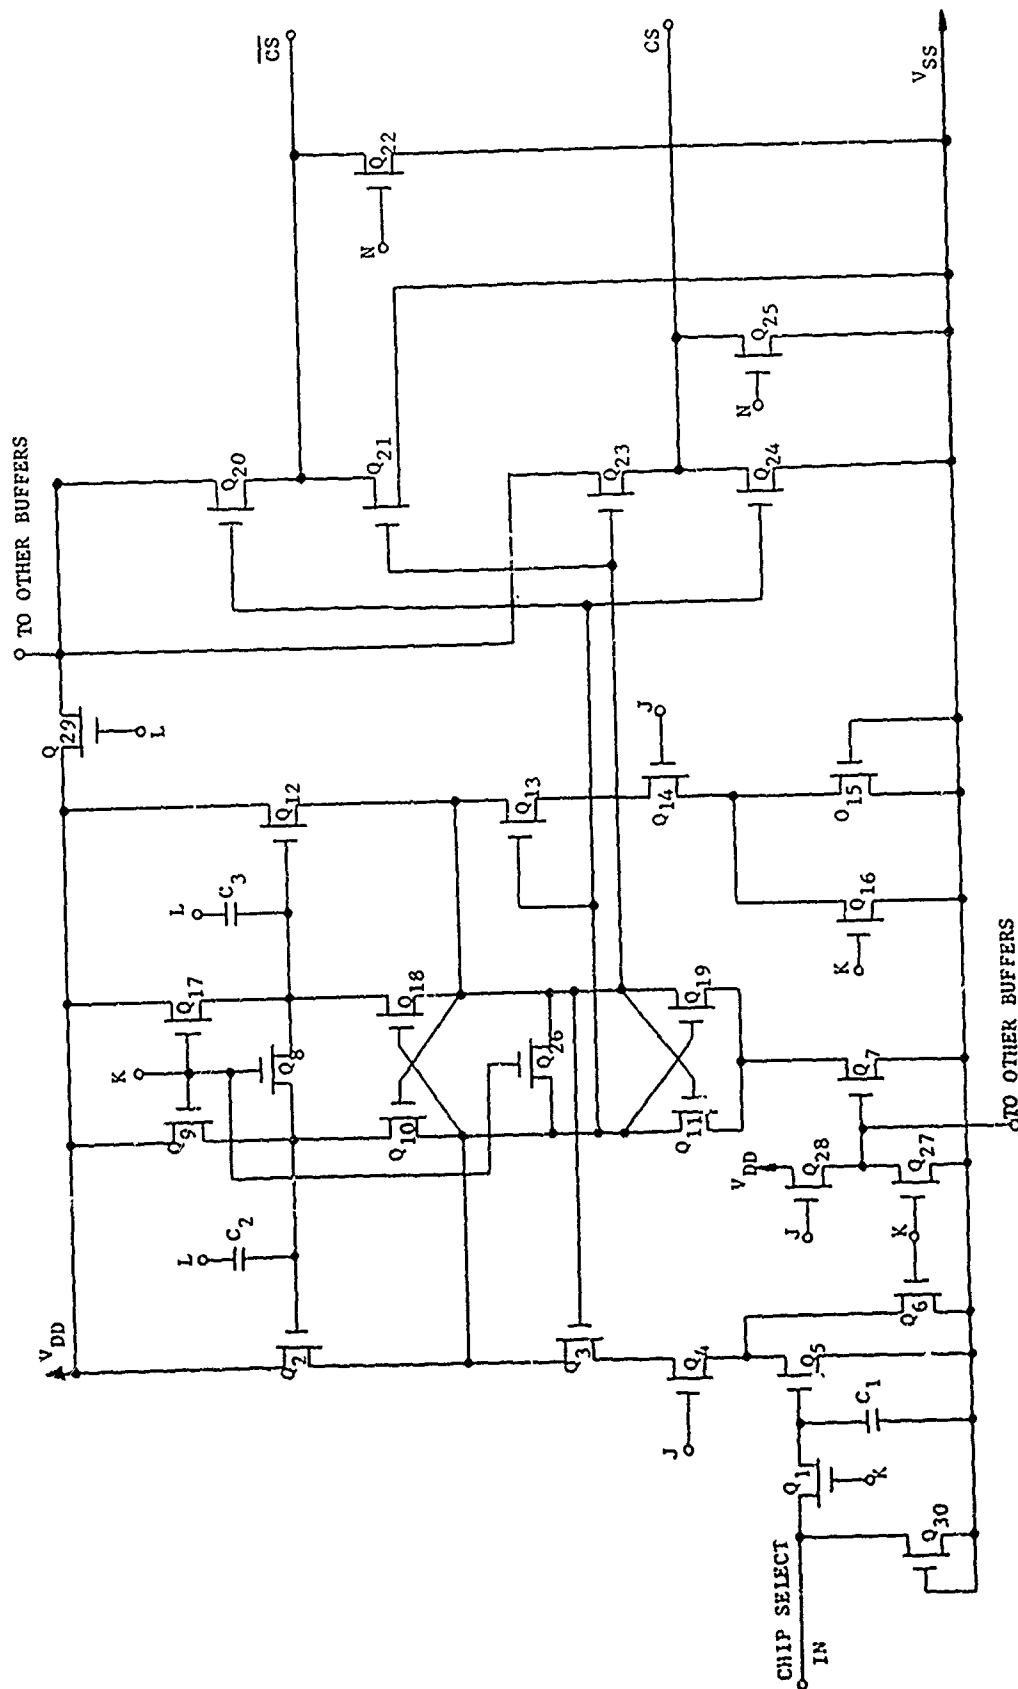 TO OTHER BUFFERS
CS
CS
VSS
VDD
Q29
L
Q20
Q21
Q22
N
Q23
Q24
Q25
N
Q12
Q13
J
Q14
O15
Q16
K
L
C3
Q17
K
Q9
Q8
Q18
Q10
Q26
Q19
Q11
Q7
TO OTHER BUFFERS
VDD
Q28
J
Q27
K
Q6
L
C2
Q2
Q3
Q4
J
Q5
C1
Q1
K
Q30
CHIP SELECT
IN